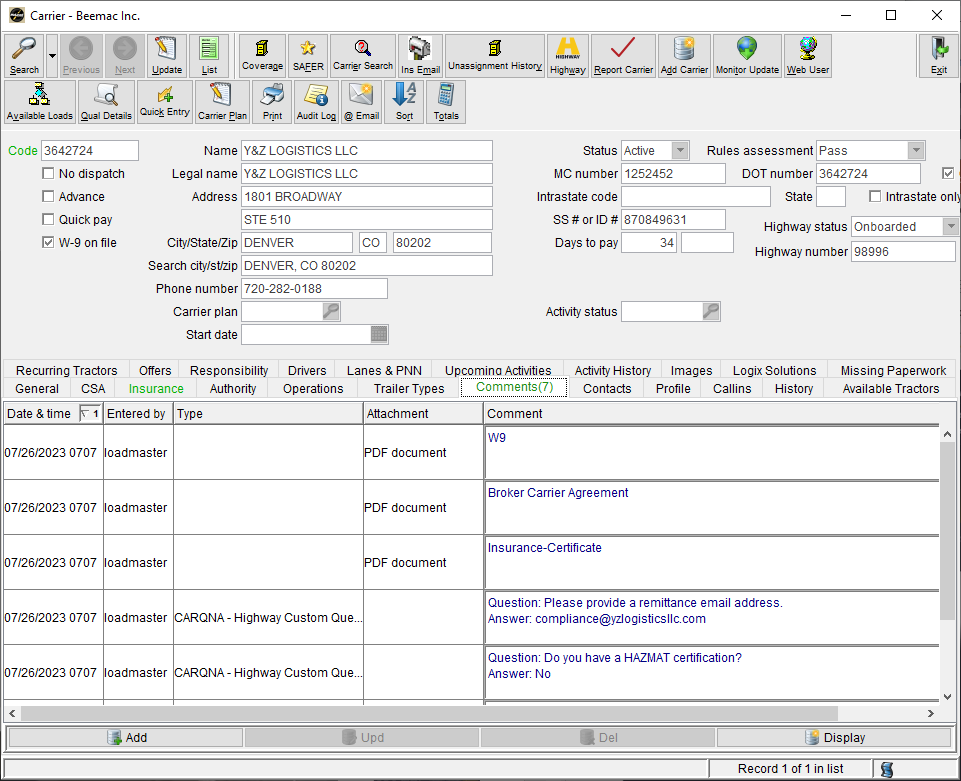 Carrier - Beemac Inc.
Search Previous Next Update List Coverage SAFER Carrier Search Ins Email Unassignment History Highway Report Carrier Add Carrier Monitor Update Web User Exit
Available Loads Qual Details Quick Entry Carrier Plan Print Audit Log @ Email Sort Totals
Code 3642724 Name Y&Z LOGISTICS LLC Status Active Rules assessment Pass
No dispatch Legal name Y&Z LOGISTICS LLC MC number 1252452 DOT number 3642724
Advance Address 1801 BROADWAY Intrastate code State Intrastate only
Quick pay STE 510 SS # or ID # 870849631 Highway status Onboarded
W-9 on file City/State/Zip DENVER CO 80202 Days to pay 34 Highway number 98996
Search city/st/zip DENVER, CO 80202
Phone number 720-282-0188
Carrier plan Activity status
Start date
Recurring Tractors Offers Responsibility Drivers Lanes & PNN Upcoming Activities Activity History Images Logix Solutions Missing Paperwork
General CSA Insurance Authority Operations Trailer Types Comments(7) Contacts Profile Callins History Available Tractors
Date & time 1 Entered by Type Attachment Comment
07/26/2023 0707 loadmaster PDF document W9
07/26/2023 0707 loadmaster PDF document Broker Carrier Agreement
07/26/2023 0707 loadmaster PDF document Insurance-Certificate
07/26/2023 0707 loadmaster CARQNA - Highway Custom Que... Question: Please provide a remittance email address.
Answer: compliance@yzlogisticsllc.com
07/26/2023 0707 loadmaster CARQNA - Highway Custom Que... Question: Do you have a HAZMAT certification?
Answer: No
Add Upd Del Display
Record 1 of 1 in list